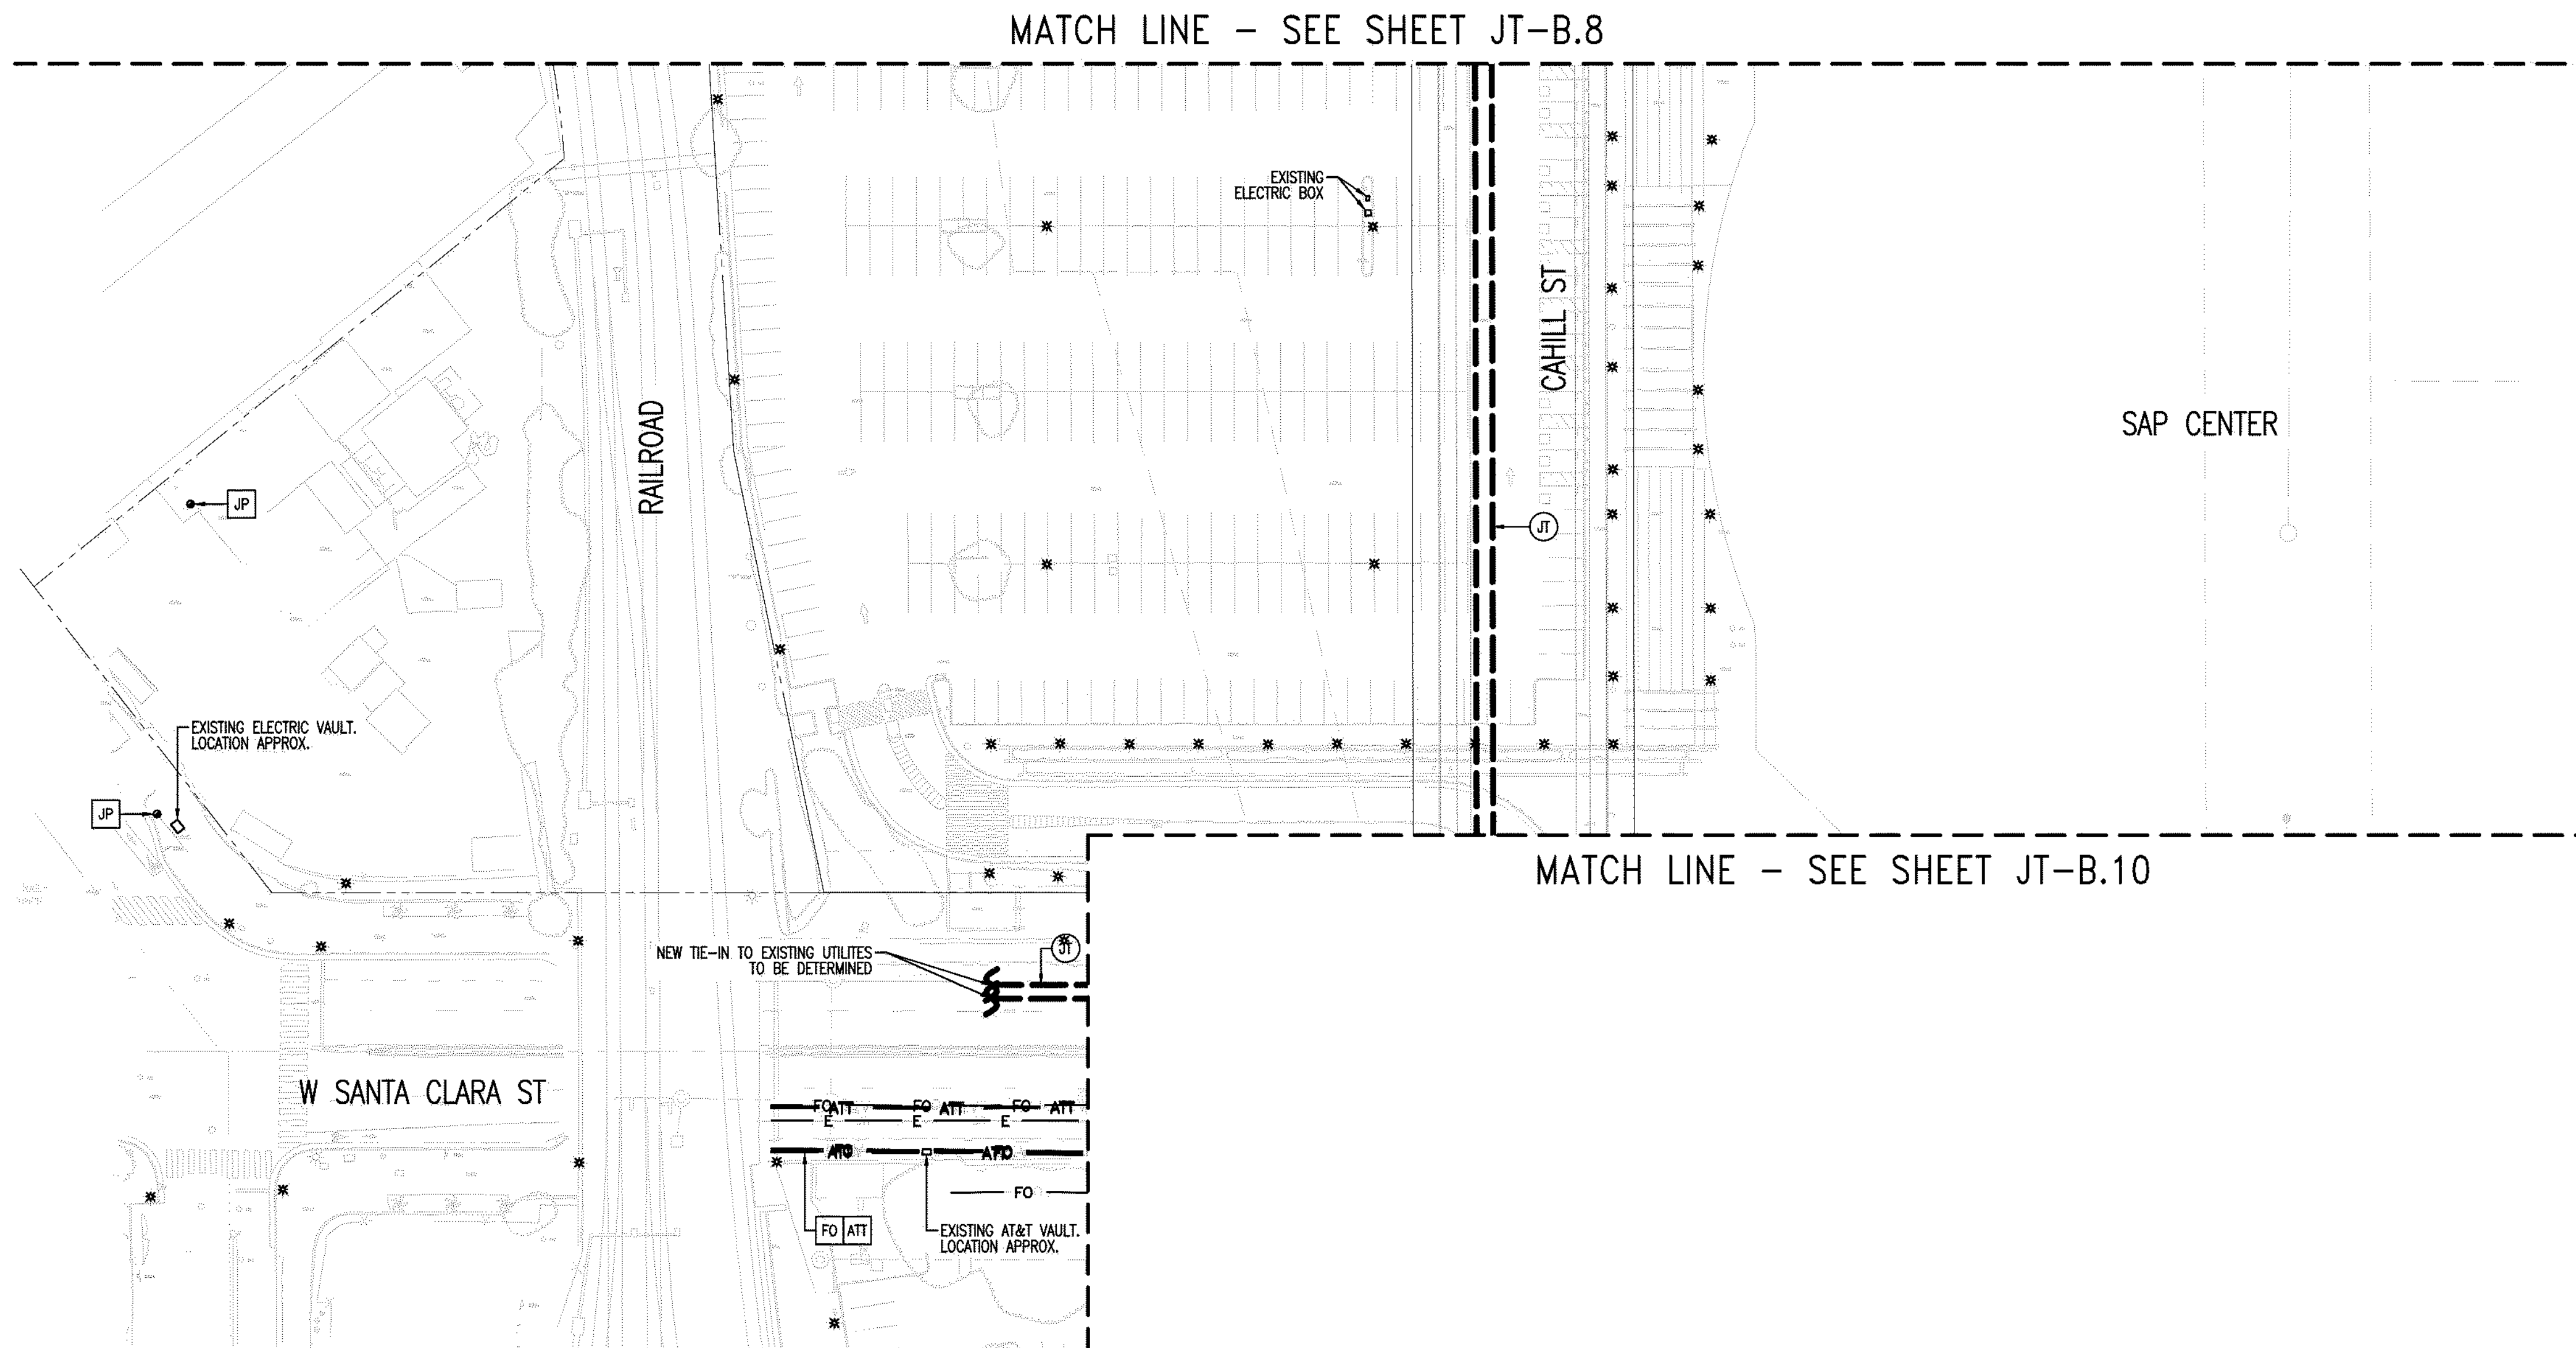 MATCH LINE - SEE SHEET JT-B.8
EXISTING
ELECTRIC BOX
CAHILL ST
RAILROAD
SAP CENTER
JP
JT
EXISTING ELECTRIC VAULT.
LOCATION APPROX.
JP
MATCH LINE - SEE SHEET JT-B.10
NEW TIE-IN TO EXISTING UTILITES
TO BE DETERMINED
JT
W SANTA CLARA ST
FO ATT FO ATT FO ATT
E E E
FO
FO ATT
EXISTING AT&T VAULT.
LOCATION APPROX.